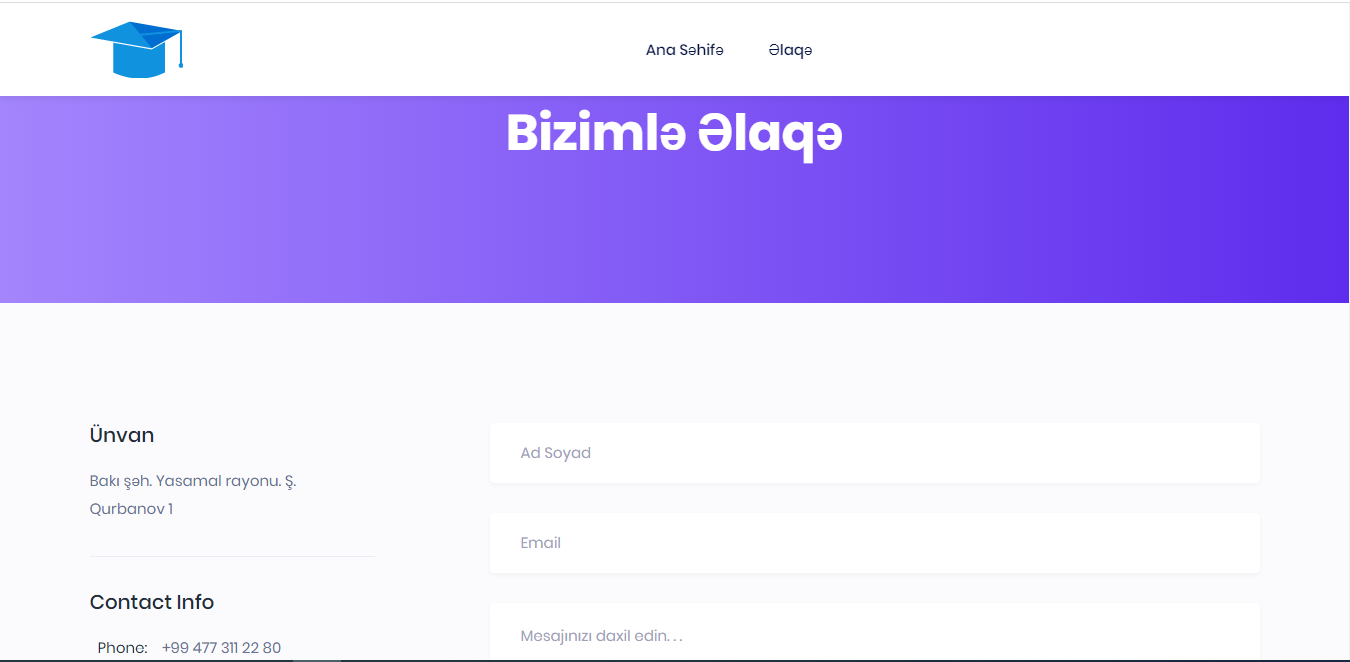 Ana Səhifə
Əlaqə
Bizimlə Əlaqə
Ünvan
Bakı şəh. Yasamal rayonu. Ş.
Qurbanov 1
Contact Info
Phone: +99 477 311 22 80
Ad Soyad
Email
Mesajınızı daxil edin. . .